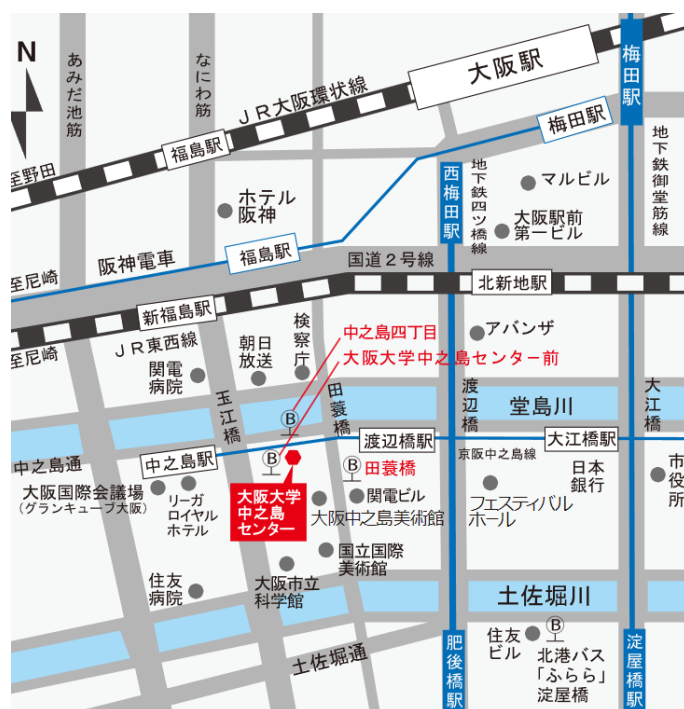 N
あみだ池筋
なにわ筋
JR大阪環状線
大阪駅
梅田駅
福島駅
梅田駅
至野田
地下鉄御堂筋線
西梅田駅
地下鉄四ツ橋線
マルビル
ホテル
阪神
大阪駅前
第一ビル
阪神電車
福島駅
国道2号線
至尼崎
新福島駅
北新地駅
至尼崎
JR東西線
関電
病院
朝日
放送
検察庁
中之島四丁目
大阪大学中之島センター前
アバンザ
玉江橋
田蓑橋
渡辺橋
堂島川
大江橋
B
中之島通
中之島駅
渡辺橋駅
大江橋駅
京阪中之島線
B
B
田蓑橋
大阪国際会議場
(グランキューブ大阪)
リーガ
ロイヤル
ホテル
大阪大学
中之島
センター
関電ビル
大阪中之島美術館
フェスティバル
ホール
日本
銀行
市役所
国立国際
美術館
大阪市立
科学館
住友
病院
土佐堀川
土佐堀通
肥後橋駅
住友
ビル
B
北港バス
「ふらら」
淀屋橋
淀屋橋駅